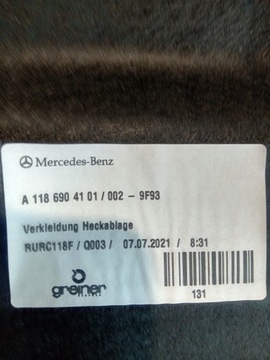 Mercedes-Benz
A 118 690 41 01 / 002 - 9F93
Verkleidung Heckablage
RURC118F / Q003 / 07.07.2021 / 8:31
greiner
131